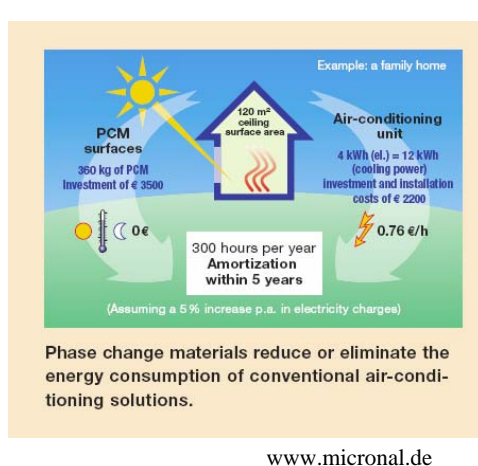 Example: a family home
120 m²
ceiling
surface area
PCM
surfaces
360 kg of PCM
Investment of € 3500
0 €
Air-conditioning
unit
4 kWh (el.) = 12 kWh
(cooling power)
investment and installation
costs of € 2200
0.76 €/h
300 hours per year
Amortization
within 5 years
(Assuming a 5 % increase p.a. in electricity charges)
Phase change materials reduce or eliminate the
energy consumption of conventional air-condi-
tioning solutions.
www.micronal.de